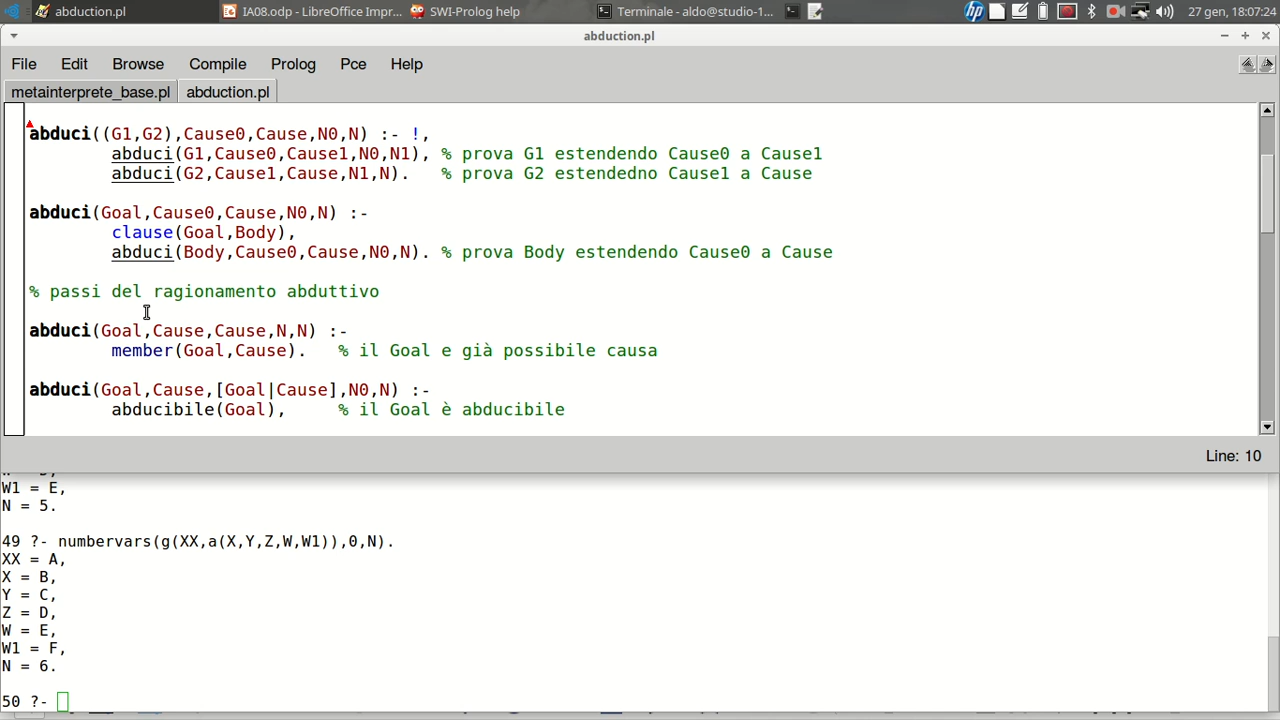 abduction.pl
IA08.odp - LibreOffice Impr...
SWI-Prolog help
Terminale - aldo@studio-1...
27 gen, 18:07:24
abduction.pl
File Edit Browse Compile Prolog Pce Help
metainterprete_base.pl abduction.pl
abduci((G1,G2),Cause0,Cause,N0,N) :- !,
abduci(G1,Cause0,Cause1,N0,N1), % prova G1 estendendo Cause0 a Cause1
abduci(G2,Cause1,Cause,N1,N). % prova G2 estendedno Cause1 a Cause
abduci(Goal,Cause0,Cause,N0,N) :-
clause(Goal,Body),
abduci(Body,Cause0,Cause,N0,N). % prova Body estendendo Cause0 a Cause
% passi del ragionamento abduttivo
abduci(Goal,Cause,Cause,N,N) :-
member(Goal,Cause). % il Goal e già possibile causa
abduci(Goal,Cause,[Goal|Cause],N0,N) :-
abducibile(Goal), % il Goal è abducibile
Line: 10
W1 = E,
N = 5.
49 ?- numbervars(g(XX,a(X,Y,Z,W,W1)),0,N).
XX = A,
X = B,
Y = C,
Z = D,
W = E,
W1 = F,
N = 6.
50 ?-